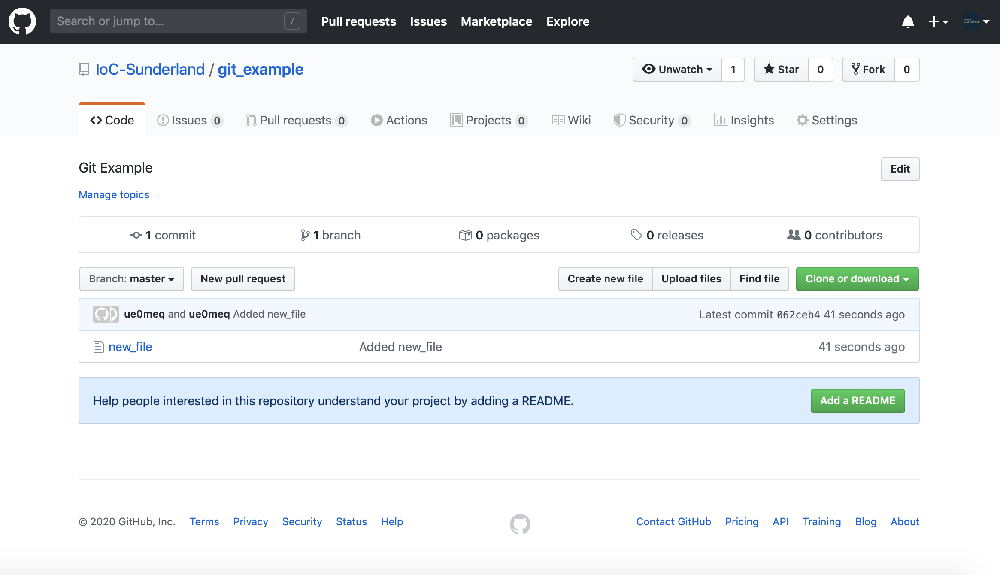 Search or jump to... / Pull requests Issues Marketplace Explore CODING
IoC-Sunderland / git_example Unwatch 1 Star 0 Fork 0
Code Issues 0 Pull requests 0 Actions Projects 0 Wiki Security 0 Insights Settings
Git Example Edit
Manage topics
1 commit 1 branch 0 packages 0 releases 0 contributors
Branch: master New pull request Create new file Upload files Find file Clone or download
ue0meq and ue0meq Added new_file Latest commit 062ceb4 41 seconds ago
new_file Added new_file 41 seconds ago
Help people interested in this repository understand your project by adding a README. Add a README
© 2020 GitHub, Inc. Terms Privacy Security Status Help Contact GitHub Pricing API Training Blog About